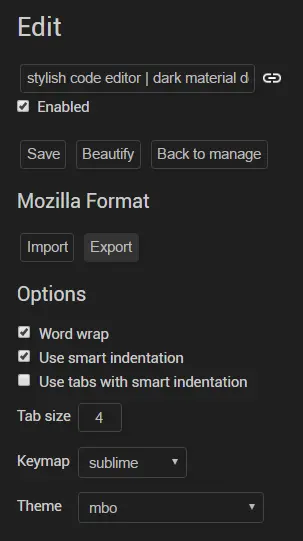 Edit
stylish code editor | dark material d
Enabled
Save Beautify Back to manage
Mozilla Format
Import Export
Options
Word wrap
Use smart indentation
Use tabs with smart indentation
Tab size 4
Keymap sublime
Theme mbo